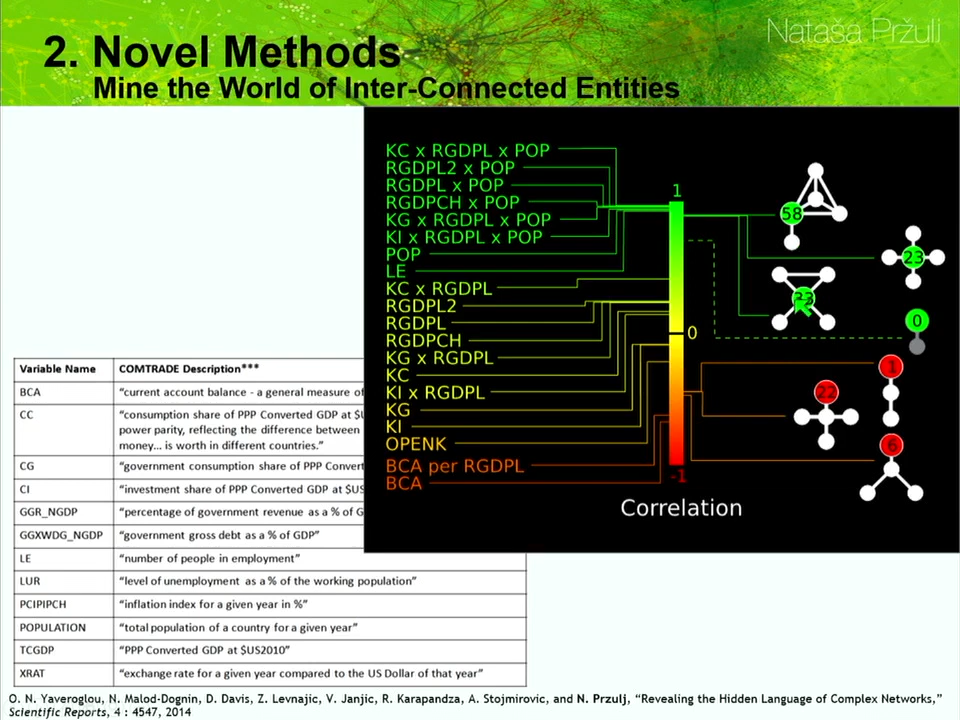 Nataša Pržulj
2. Novel Methods
Mine the World of Inter-Connected Entities
KC x RGDPL x POP
RGDPL2 x POP
RGDPL x POP
RGDPCH x POP
KG x RGDPL x POP
KI x RGDPL x POP
POP
LE
KC x RGDPL
RGDPL2
RGDPL
RGDPCH
KG x RGDPL
KC
KI x RGDPL
KG
KI
OPENK
BCA per RGDPL
BCA
1
0
-1
Correlation
58
23
33
0
1
22
6
Variable Name COMTRADE Description***
BCA "current account balance - a general measure of
CC "consumption share of PPP Converted GDP at $U
power parity, reflecting the difference between
money... is worth in different countries."
CG "government consumption share of PPP Convert
CI "investment share of PPP Converted GDP at $US
GGR_NGDP "percentage of government revenue as a % of G
GGXWDG_NGDP "government gross debt as a % of GDP"
LE "number of people in employment"
LUR "level of unemployment as a % of the working population"
PCIPIPCH "inflation index for a given year in %"
POPULATION "total population of a country for a given year"
TCGDP "PPP Converted GDP at $US2010"
XRAT "exchange rate for a given year compared to the US Dollar of that year"
O. N. Yaveroglou, N. Malod-Dognin, D. Davis, Z. Levnajic, V. Janjic, R. Karapandza, A. Stojmirovic, and N. Przulj, "Revealing the Hidden Language of Complex Networks,"
Scientific Reports, 4 : 4547, 2014